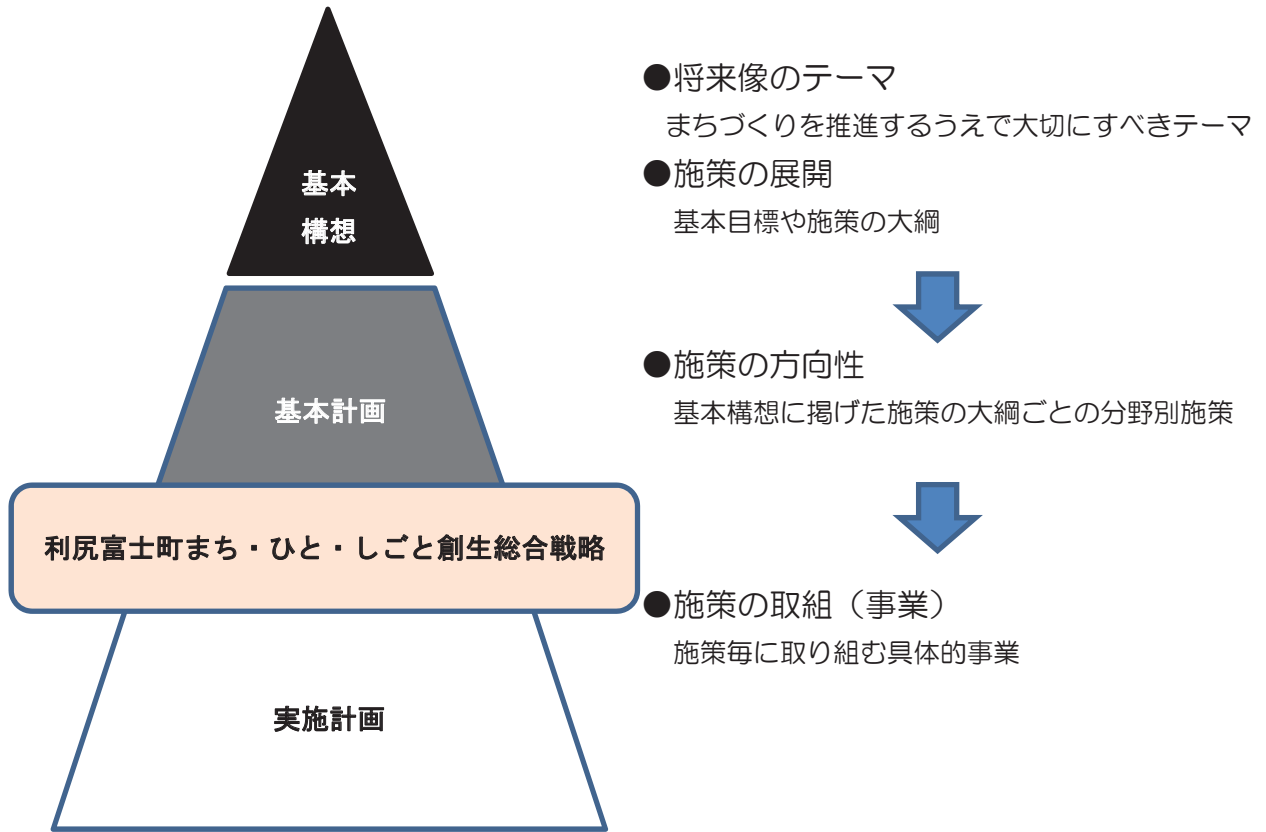 基本
構想
基本計画
利尻富士町まち・ひと・しごと創生総合戦略
実施計画
●将来像のテーマ
まちづくりを推進するうえで大切にすべきテーマ
●施策の展開
基本目標や施策の大綱
●施策の方向性
基本構想に掲げた施策の大綱ごとの分野別施策
●施策の取組（事業）
施策毎に取り組む具体的事業